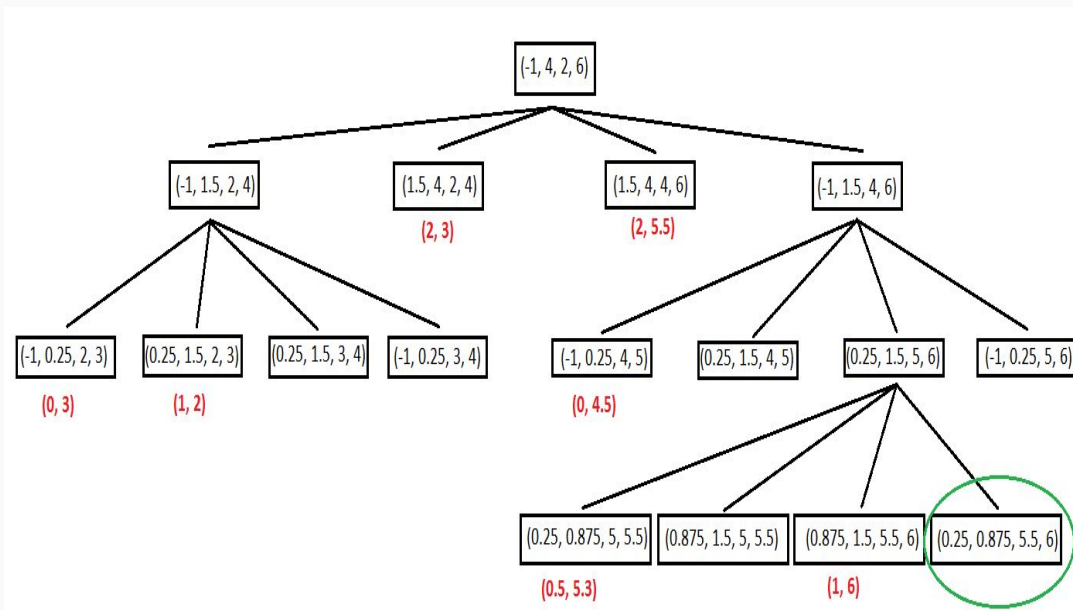 (-1, 4, 2, 6)
(-1, 1.5, 2, 4)
(1.5, 4, 2, 4)
(1.5, 4, 4, 6)
(-1, 1.5, 4, 6)
(2, 3)
(2, 5.5)
(-1, 0.25, 2, 3)
(0.25, 1.5, 2, 3)
(0.25, 1.5, 3, 4)
(-1, 0.25, 3, 4)
(-1, 0.25, 4, 5)
(0.25, 1.5, 4, 5)
(0.25, 1.5, 5, 6)
(-1, 0.25, 5, 6)
(0, 3)
(1, 2)
(0, 4.5)
(0.25, 0.875, 5, 5.5)
(0.875, 1.5, 5, 5.5)
(0.875, 1.5, 5.5, 6)
(0.25, 0.875, 5.5, 6)
(0.5, 5.3)
(1, 6)